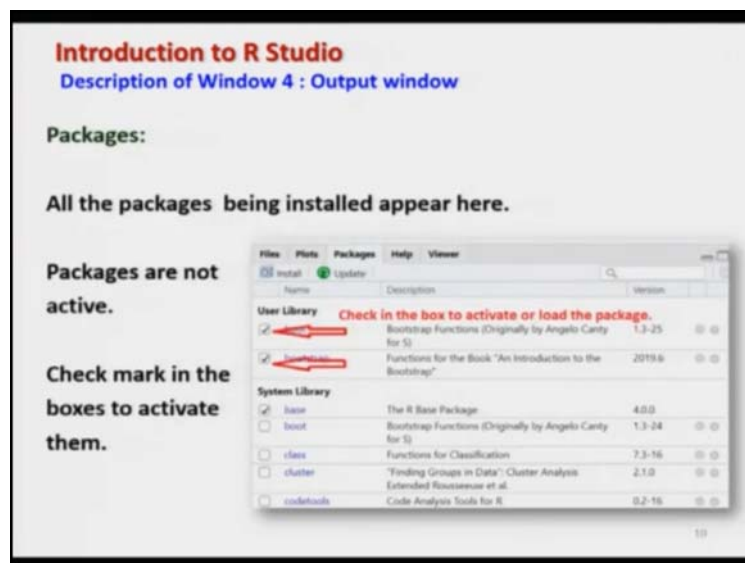 Introduction to R Studio
Description of Window 4 : Output window
Packages:
All the packages being installed appear here.
Packages are not
active.
Check mark in the
boxes to activate
them.
Files Plots Packages Help Viewer
Install Update
Name Description Version
User Library
Check in the box to activate or load the package.
Bootstrap Functions (Originally by Angelo Canty for S) 1.3-25
bootstrap Functions for the Book "An Introduction to the Bootstrap" 2019.6
System Library
base The R Base Package 4.0.0
boot Bootstrap Functions (Originally by Angelo Canty for S) 1.3-24
class Functions for Classification 7.3-16
cluster "Finding Groups in Data": Cluster Analysis Extended Rousseeuw et al. 2.1.0
codetools Code Analysis Tools for R 0.2-16
10